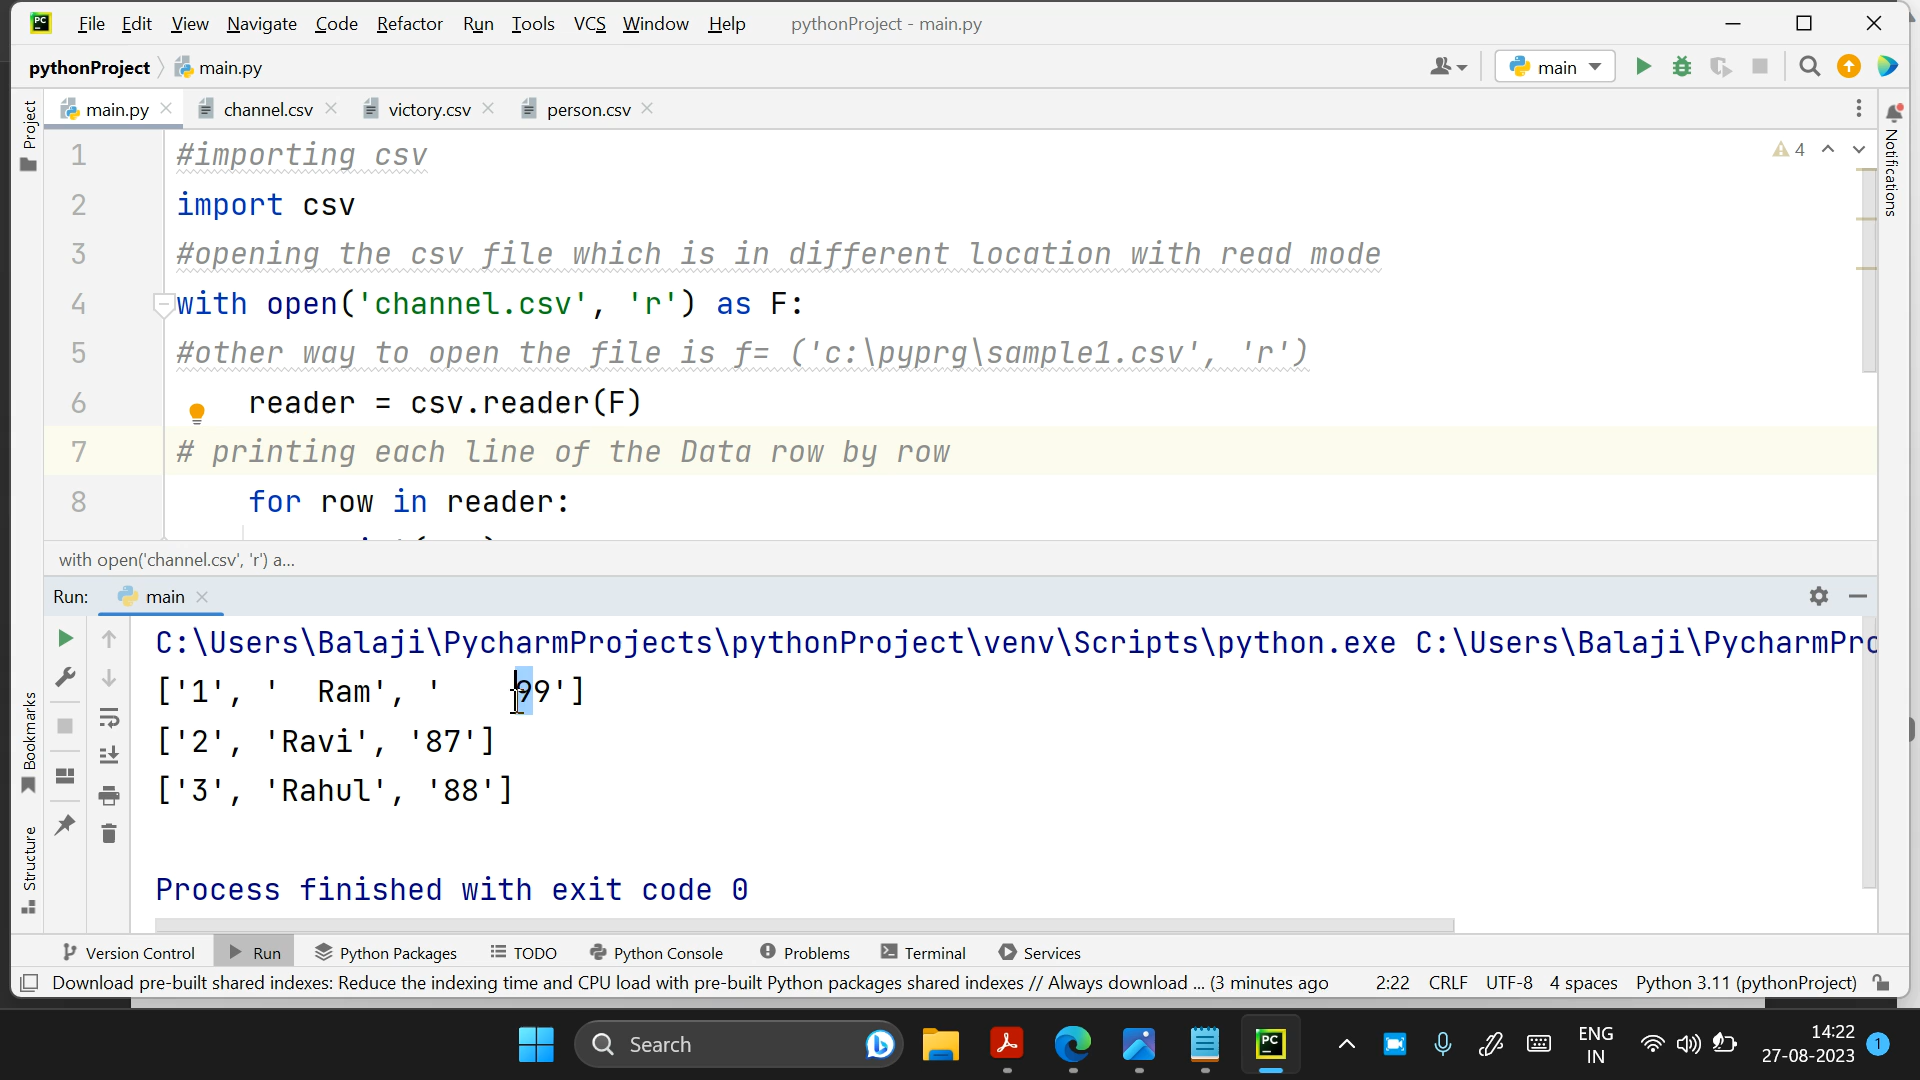 PC File Edit View Navigate Code Refactor Run Tools VCS Window Help pythonProject - main.py
pythonProject main.py main
main.py channel.csv victory.csv person.csv
Project
Notifications
Bookmarks
Structure
4
1 #importing csv
2 import csv
3 #opening the csv file which is in different location with read mode
4 with open('channel.csv', 'r') as F:
5 #other way to open the file is f= ('c:\pyprg\sample1.csv', 'r')
6 reader = csv.reader(F)
7 # printing each line of the Data row by row
8 for row in reader:
with open('channel.csv', 'r') a...
Run: main
C:\Users\Balaji\PycharmProjects\pythonProject\venv\Scripts\python.exe C:\Users\Balaji\PycharmPro
['1', '  Ram', '    99']
['2', 'Ravi', '87']
['3', 'Rahul', '88']
Process finished with exit code 0
Version Control Run Python Packages TODO Python Console Problems Terminal Services
Download pre-built shared indexes: Reduce the indexing time and CPU load with pre-built Python packages shared indexes // Always download ... (3 minutes ago 2:22 CRLF UTF-8 4 spaces Python 3.11 (pythonProject)
Search PC ENG 14:22
IN 27-08-2023 1